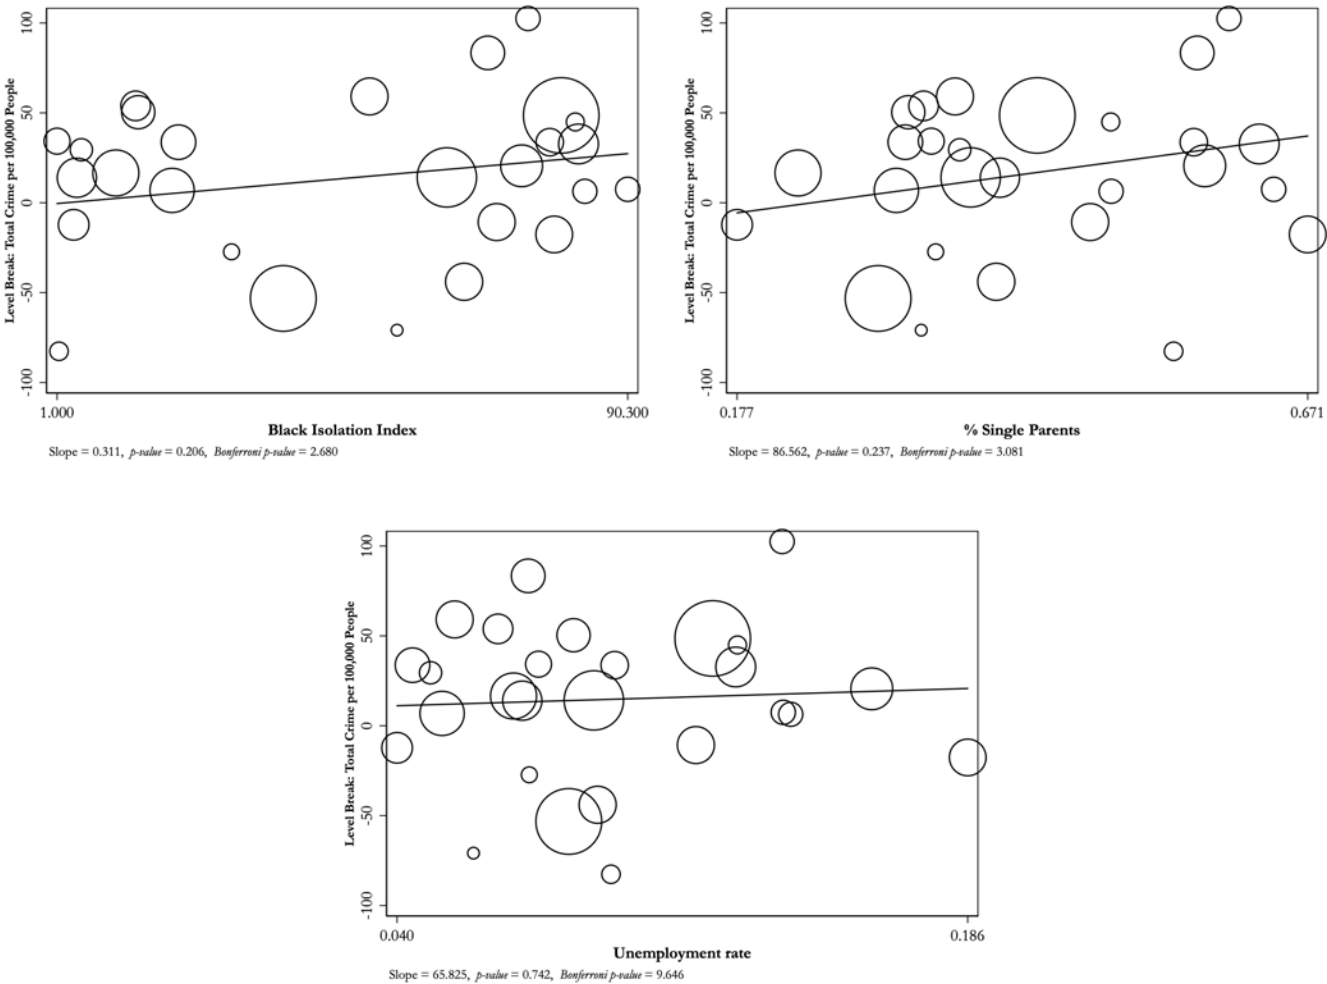 Level Break: Total Crime per 100,000 People
100
50
0
-50
-100
1.000 90.300
Black Isolation Index
Slope = 0.311, p-value = 0.206, Bonferroni p-value = 2.680
Level Break: Total Crime per 100,000 People
100
50
0
-50
-100
0.177 0.671
% Single Parents
Slope = 86.562, p-value = 0.237, Bonferroni p-value = 3.081
Level Break: Total Crime per 100,000 People
100
50
0
-50
-100
0.040 0.186
Unemployment rate
Slope = 65.825, p-value = 0.742, Bonferroni p-value = 9.646